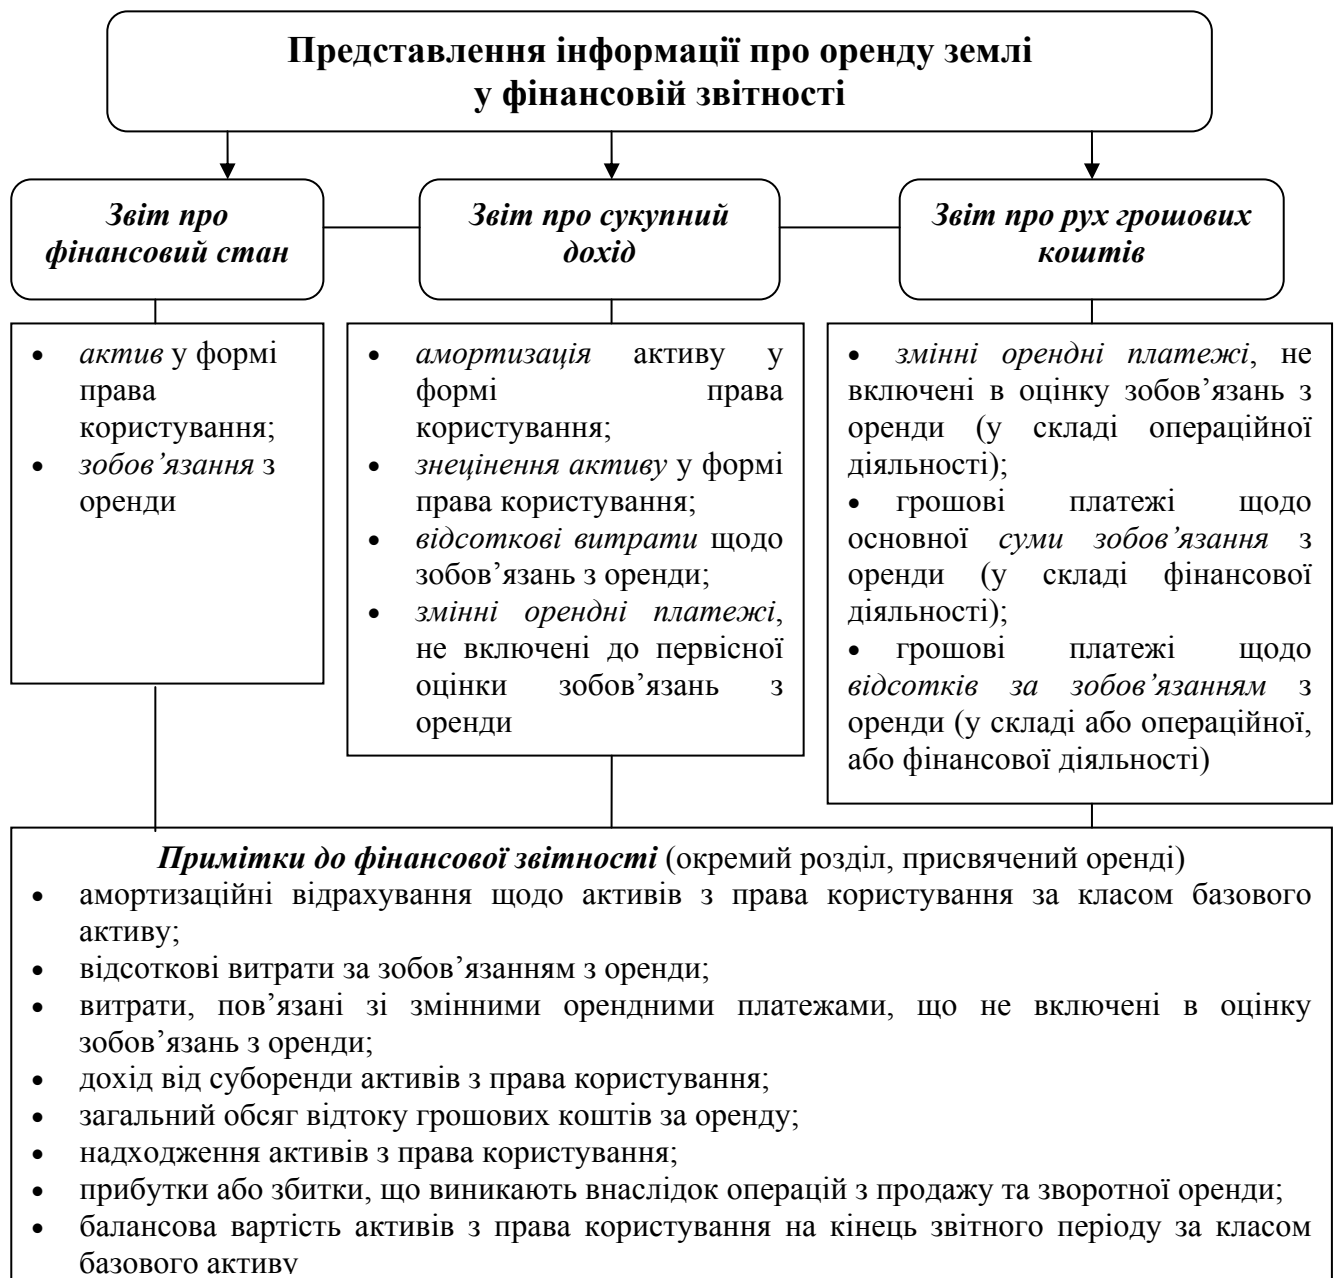 Представлення інформації про оренду землі
у фінансовій звітності
Звіт про
фінансовий стан
Звіт про сукупний
дохід
Звіт про рух грошових
коштів
• актив у формі
права
користування;
• зобов’язання з
оренди
• амортизація активу у
формі права
користування;
• знецінення активу у формі
права користування;
• відсоткові витрати щодо
зобов’язань з оренди;
• змінні орендні платежі,
не включені до первісної
оцінки зобов’язань з
оренди
• змінні орендні платежі, не
включені в оцінку зобов’язань з
оренди (у складі операційної
діяльності);
• грошові платежі щодо
основної суми зобов’язання з
оренди (у складі фінансової
діяльності);
• грошові платежі щодо
відсотків за зобов’язанням з
оренди (у складі або операційної,
або фінансової діяльності)
Примітки до фінансової звітності (окремий розділ, присвячений оренді)
• амортизаційні відрахування щодо активів з права користування за класом базового
активу;
• відсоткові витрати за зобов’язанням з оренди;
• витрати, пов’язані зі змінними орендними платежами, що не включені в оцінку
зобов’язань з оренди;
• дохід від суборенди активів з права користування;
• загальний обсяг відтоку грошових коштів за оренду;
• надходження активів з права користування;
• прибутки або збитки, що виникають внаслідок операцій з продажу та зворотної оренди;
• балансова вартість активів з права користування на кінець звітного періоду за класом
базового активу